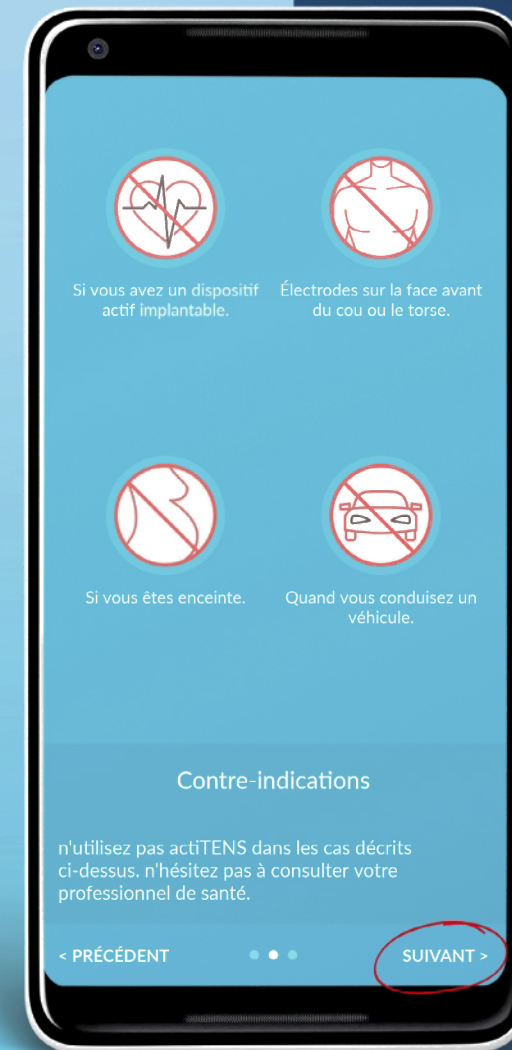 Si vous avez un dispositif
actif implantable.
Électrodes sur la face avant
du cou ou le torse.
Si vous êtes enceinte.
Quand vous conduisez un
véhicule.
Contre-indications
n'utilisez pas actiTENS dans les cas décrits
ci-dessus. n'hésitez pas à consulter votre
professionnel de santé.
< PRÉCÉDENT
SUIVANT >